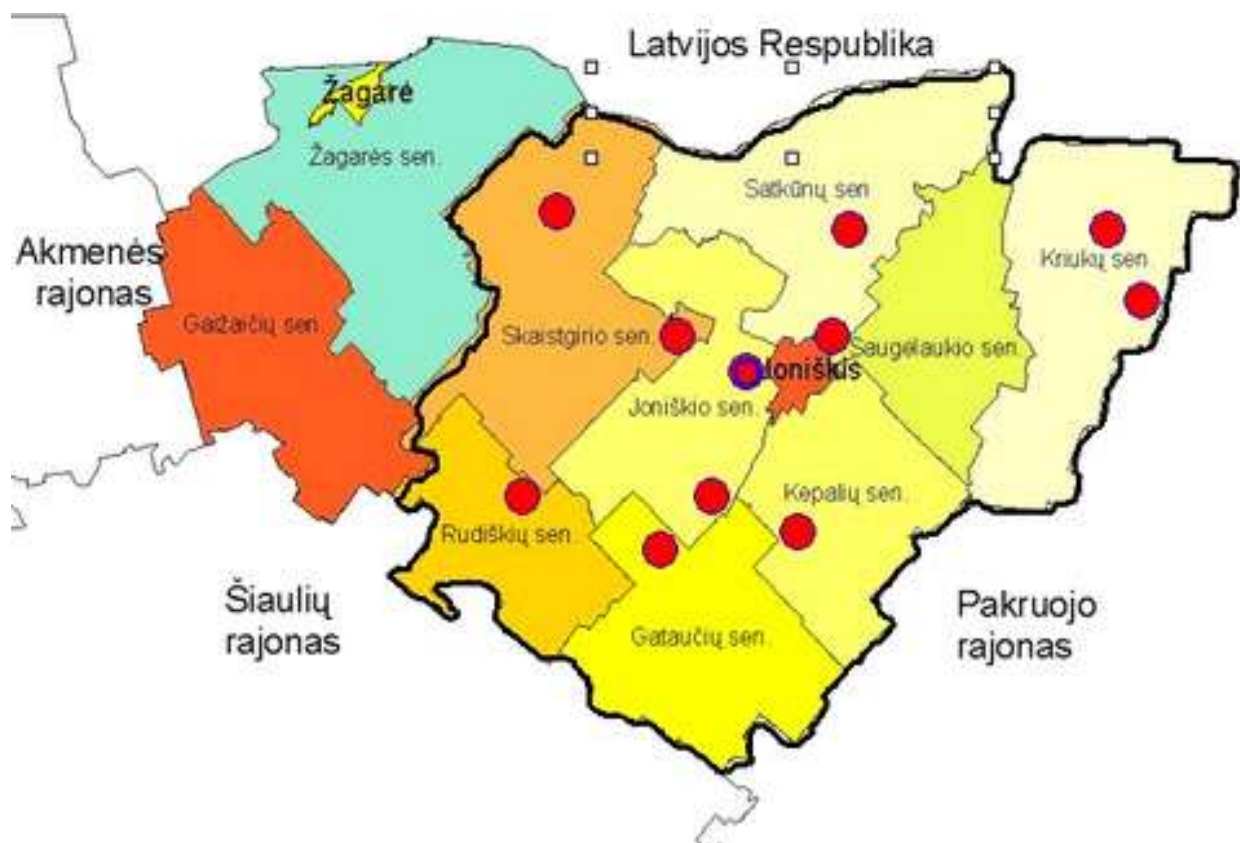 Latvijos Respublika
Žagarė
Žagarės sen.
Satkūnų sen
Akmenės
rajonas
Kriukų sen.
Gaižaičių sen.
Skaistgirio sen.
Saugėlaukio sen.
Joniškis
Joniškio sen.
Kepalių sen.
Rudiškių sen.
Šiaulių
rajonas
Pakruojo
rajonas
Gataučių sen.